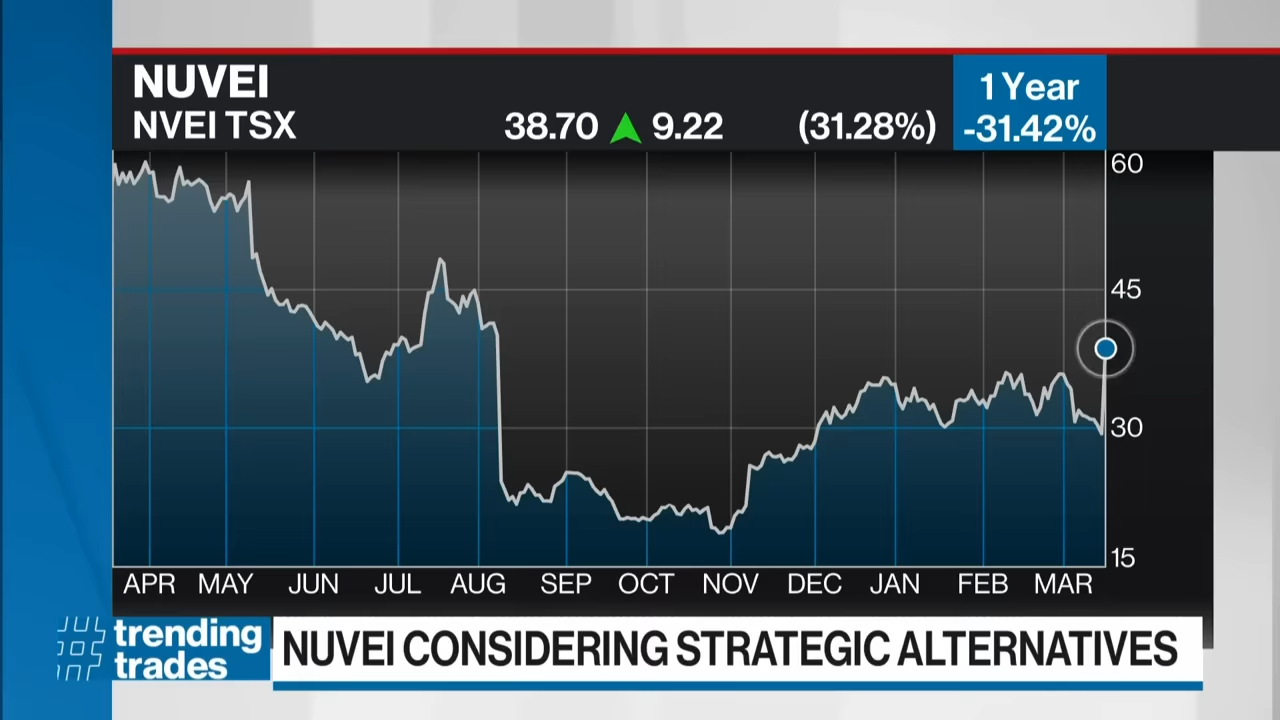 NUVEI
NVEI TSX
38.70 ▲ 9.22 (31.28%)
1 Year
-31.42%
60
45
30
15
APR MAY JUN JUL AUG SEP OCT NOV DEC JAN FEB MAR
trending
trades
NUVEI CONSIDERING STRATEGIC ALTERNATIVES